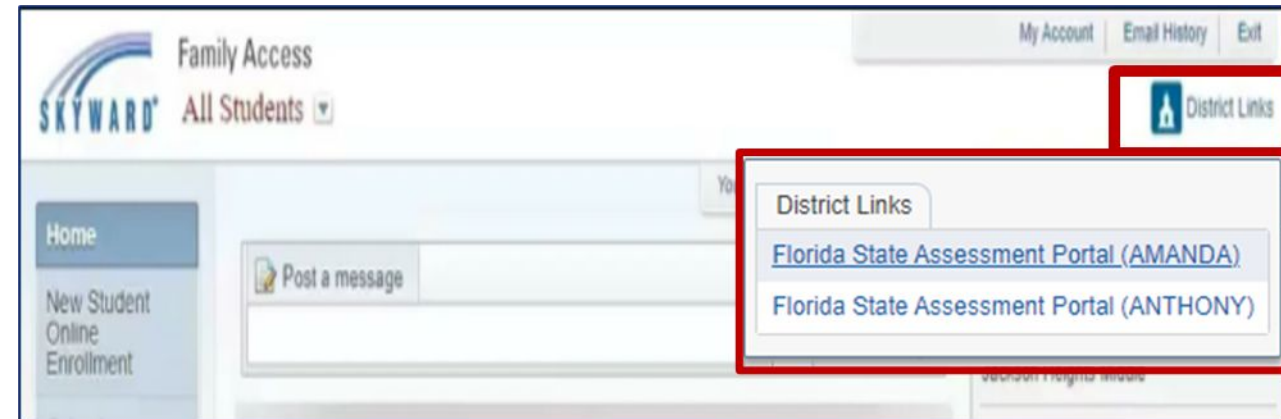 My Account Email History Exit
Family Access
SKYWARD All Students
District Links
District Links
Home
Florida State Assessment Portal (AMANDA)
Post a message
New Student
Florida State Assessment Portal (ANTHONY)
Online
Enrollment